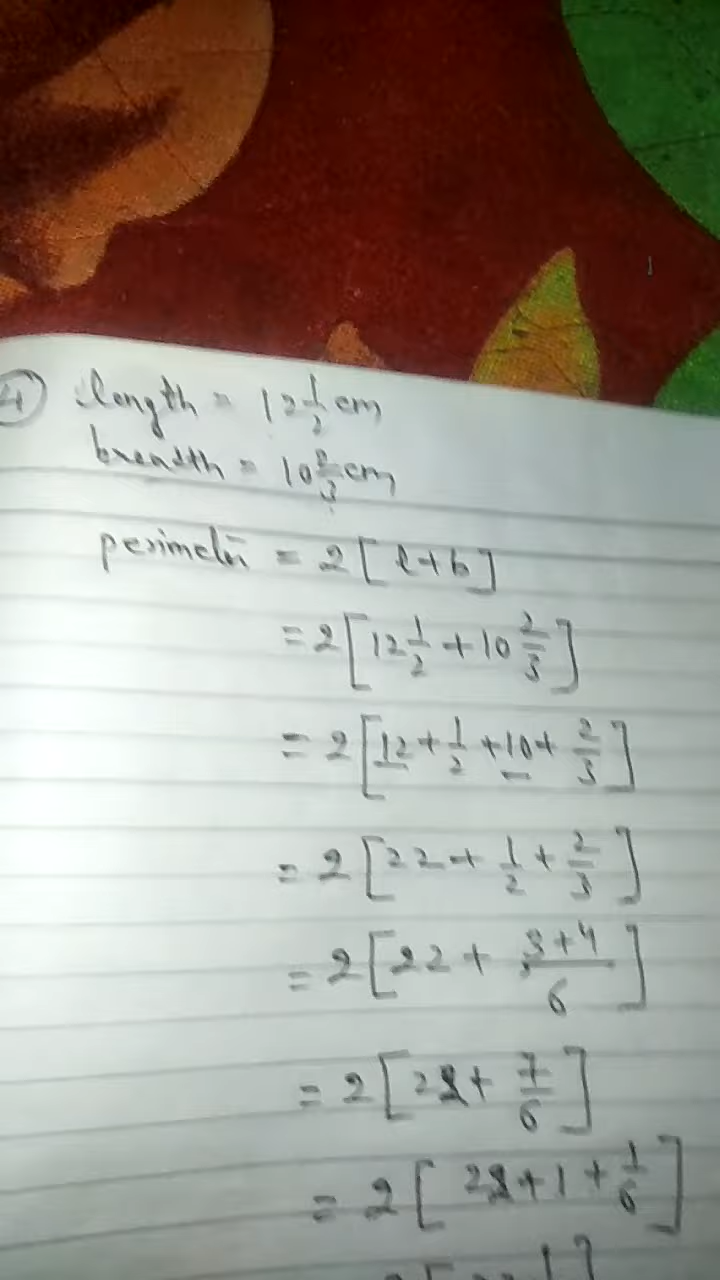 4 length = 12 1/2 cm
breadth = 10 2/3 cm
perimeter = 2 [ l+b ]
= 2 [ 12 1/2 + 10 2/3 ]
= 2 [ 12 + 1/2 + 10 + 2/3 ]
= 2 [ 22 + 1/2 + 2/3 ]
= 2 [ 22 + (3+4)/6 ]
= 2 [ 22 + 7/6 ]
= 2 [ 22 + 1 + 1/6 ]